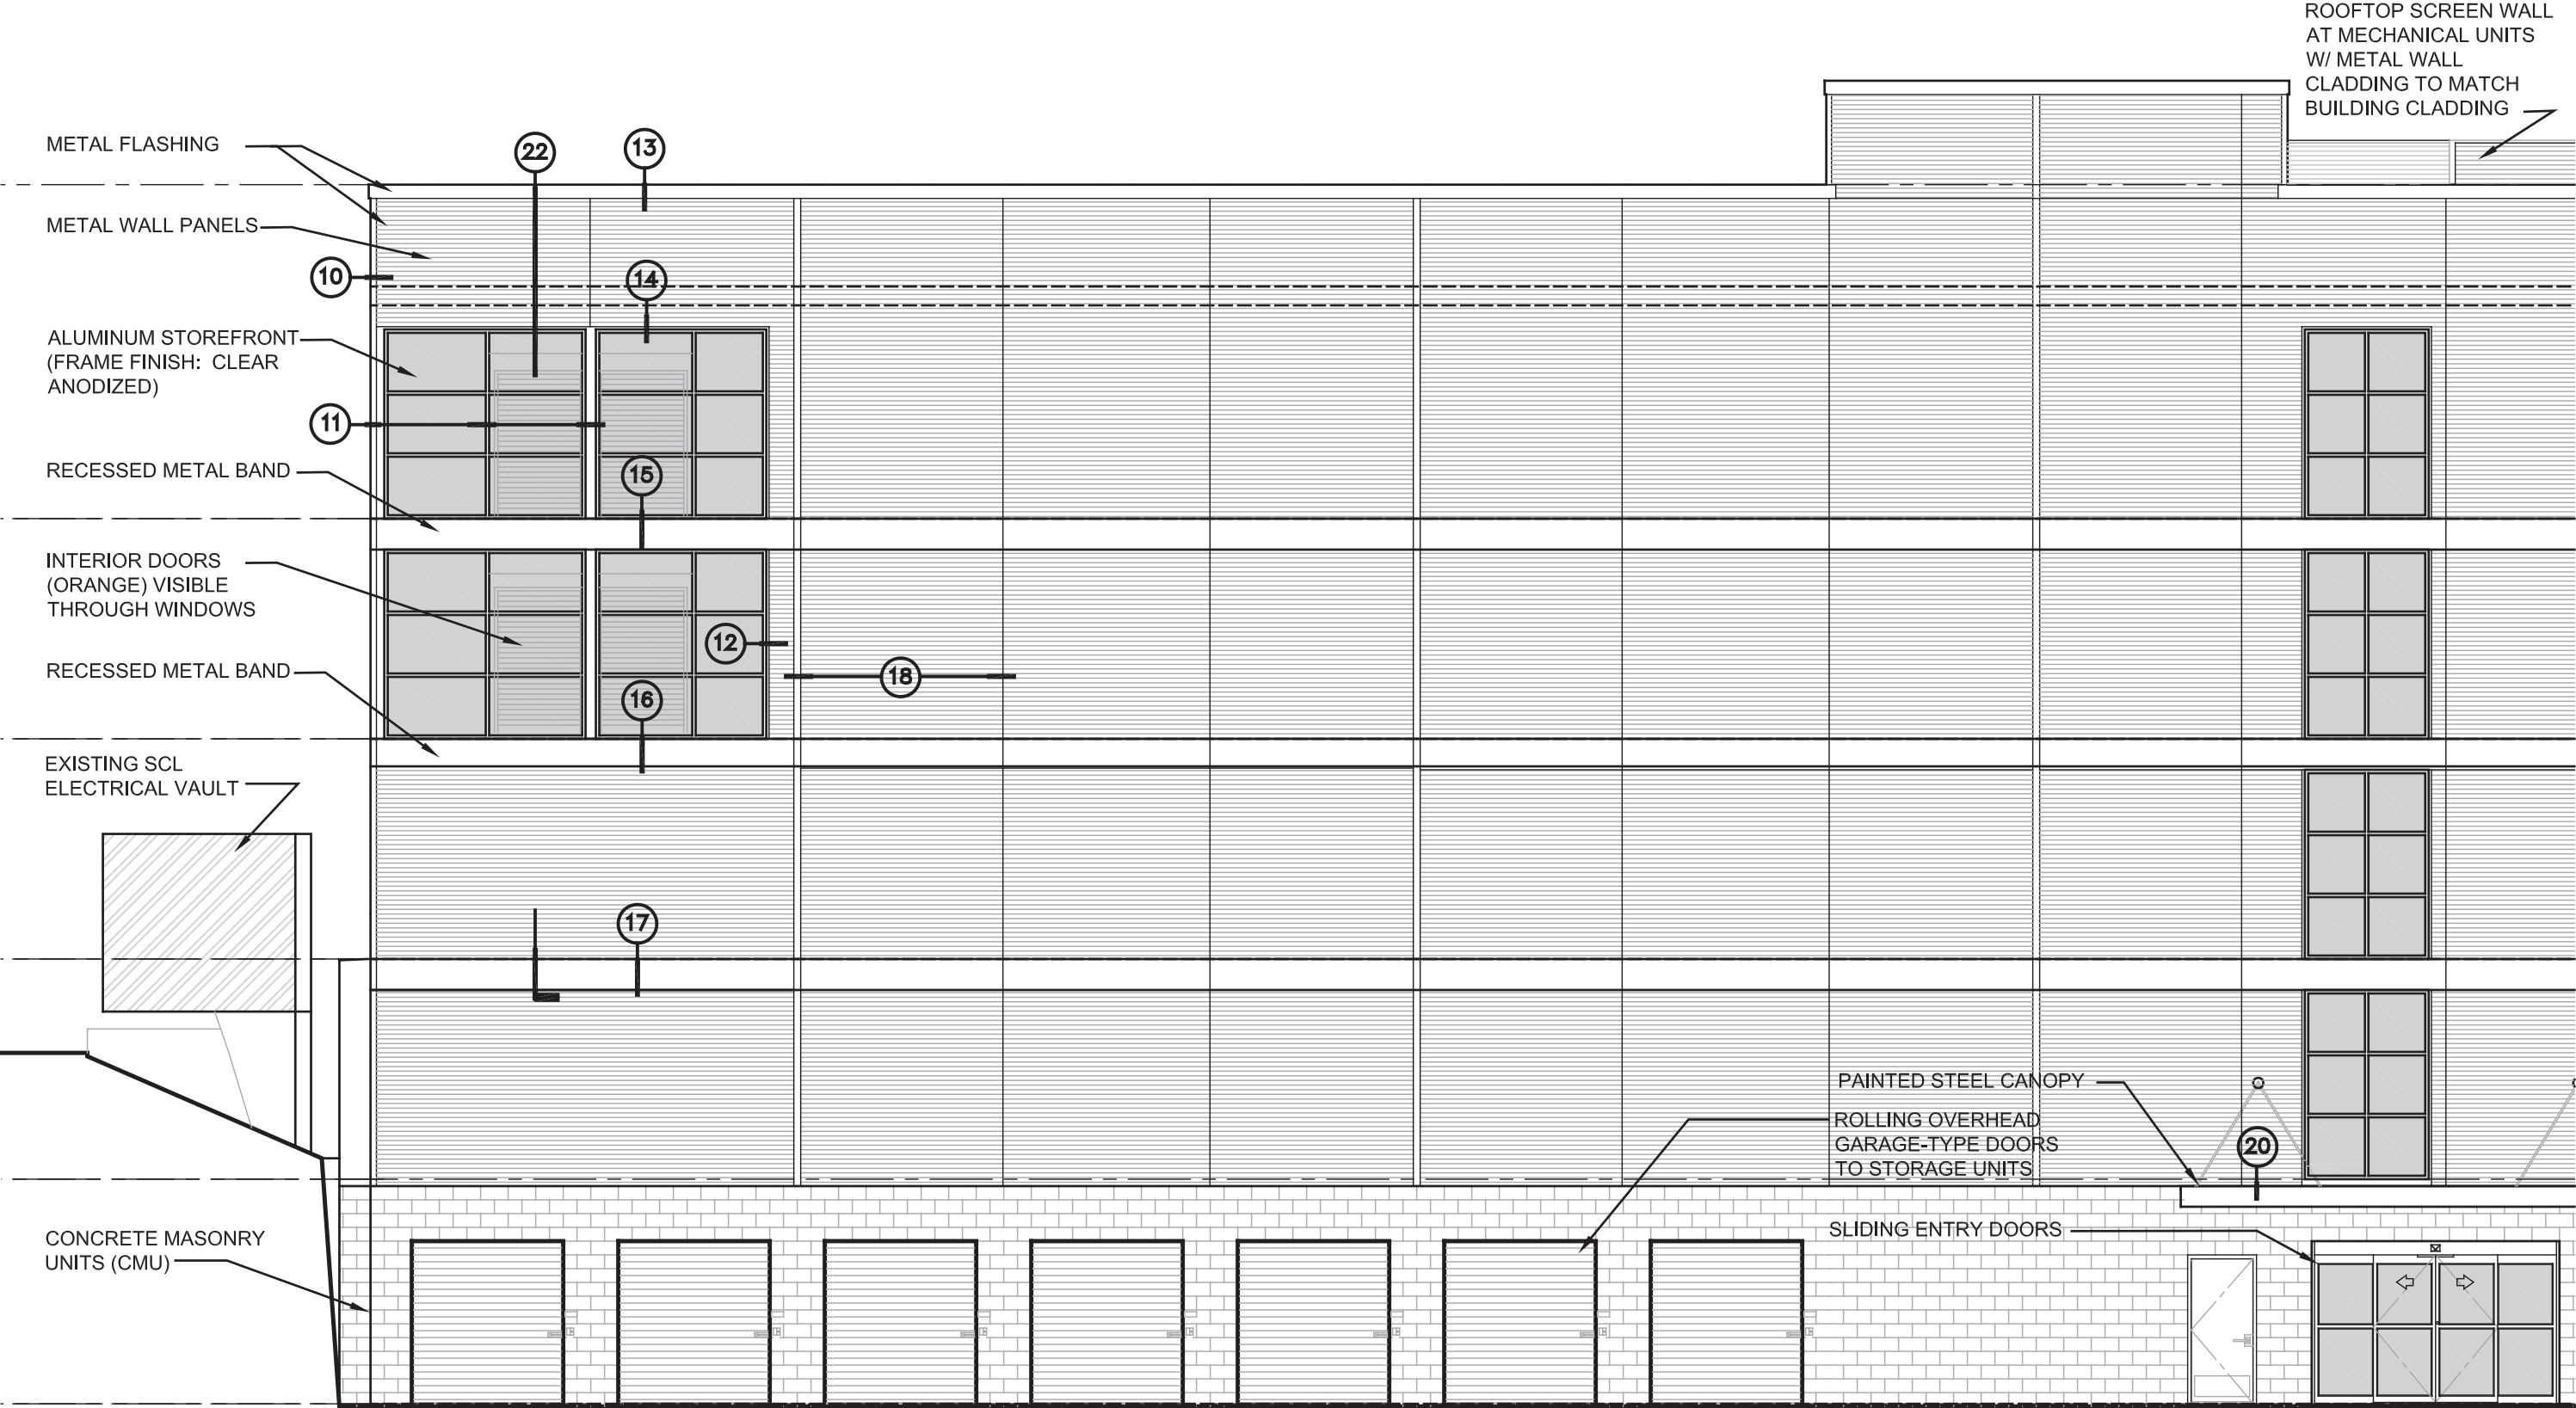 ROOFTOP SCREEN WALL
AT MECHANICAL UNITS
W/ METAL WALL
CLADDING TO MATCH
BUILDING CLADDING
METAL FLASHING
22
13
METAL WALL PANELS
10
14
ALUMINUM STOREFRONT
(FRAME FINISH: CLEAR
ANODIZED)
11
RECESSED METAL BAND
15
INTERIOR DOORS
(ORANGE) VISIBLE
THROUGH WINDOWS
12
RECESSED METAL BAND
18
16
EXISTING SCL
ELECTRICAL VAULT
17
PAINTED STEEL CANOPY
ROLLING OVERHEAD
GARAGE-TYPE DOORS
TO STORAGE UNITS
20
CONCRETE MASONRY
UNITS (CMU)
SLIDING ENTRY DOORS